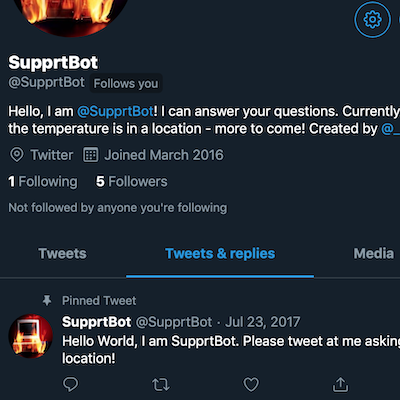 SupprtBot
@SupprtBot Follows you
Hello, I am @SupprtBot! I can answer your questions. Currently
the temperature is in a location - more to come! Created by @_
Twitter Joined March 2016
1 Following 5 Followers
Not followed by anyone you're following
Tweets Tweets & replies Media
Pinned Tweet
SupprtBot @SupprtBot · Jul 23, 2017
Hello World, I am SupprtBot. Please tweet at me asking
location!